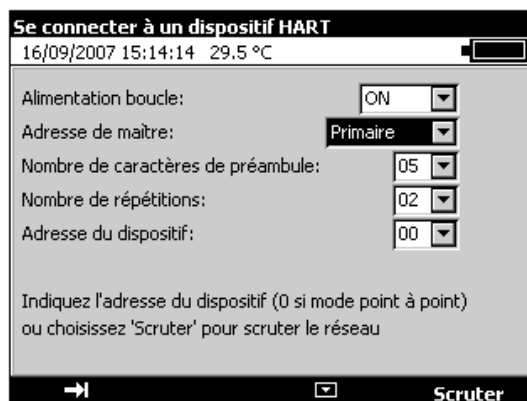 Se connecter à un dispositif HART
16/09/2007 15:14:14 29.5 °C
Alimentation boucle: ON
Adresse de maître: Primaire
Nombre de caractères de préambule: 05
Nombre de répétitions: 02
Adresse du dispositif: 00
Indiquez l'adresse du dispositif (0 si mode point à point)
ou choisissez 'Scruter' pour scruter le réseau
Scruter